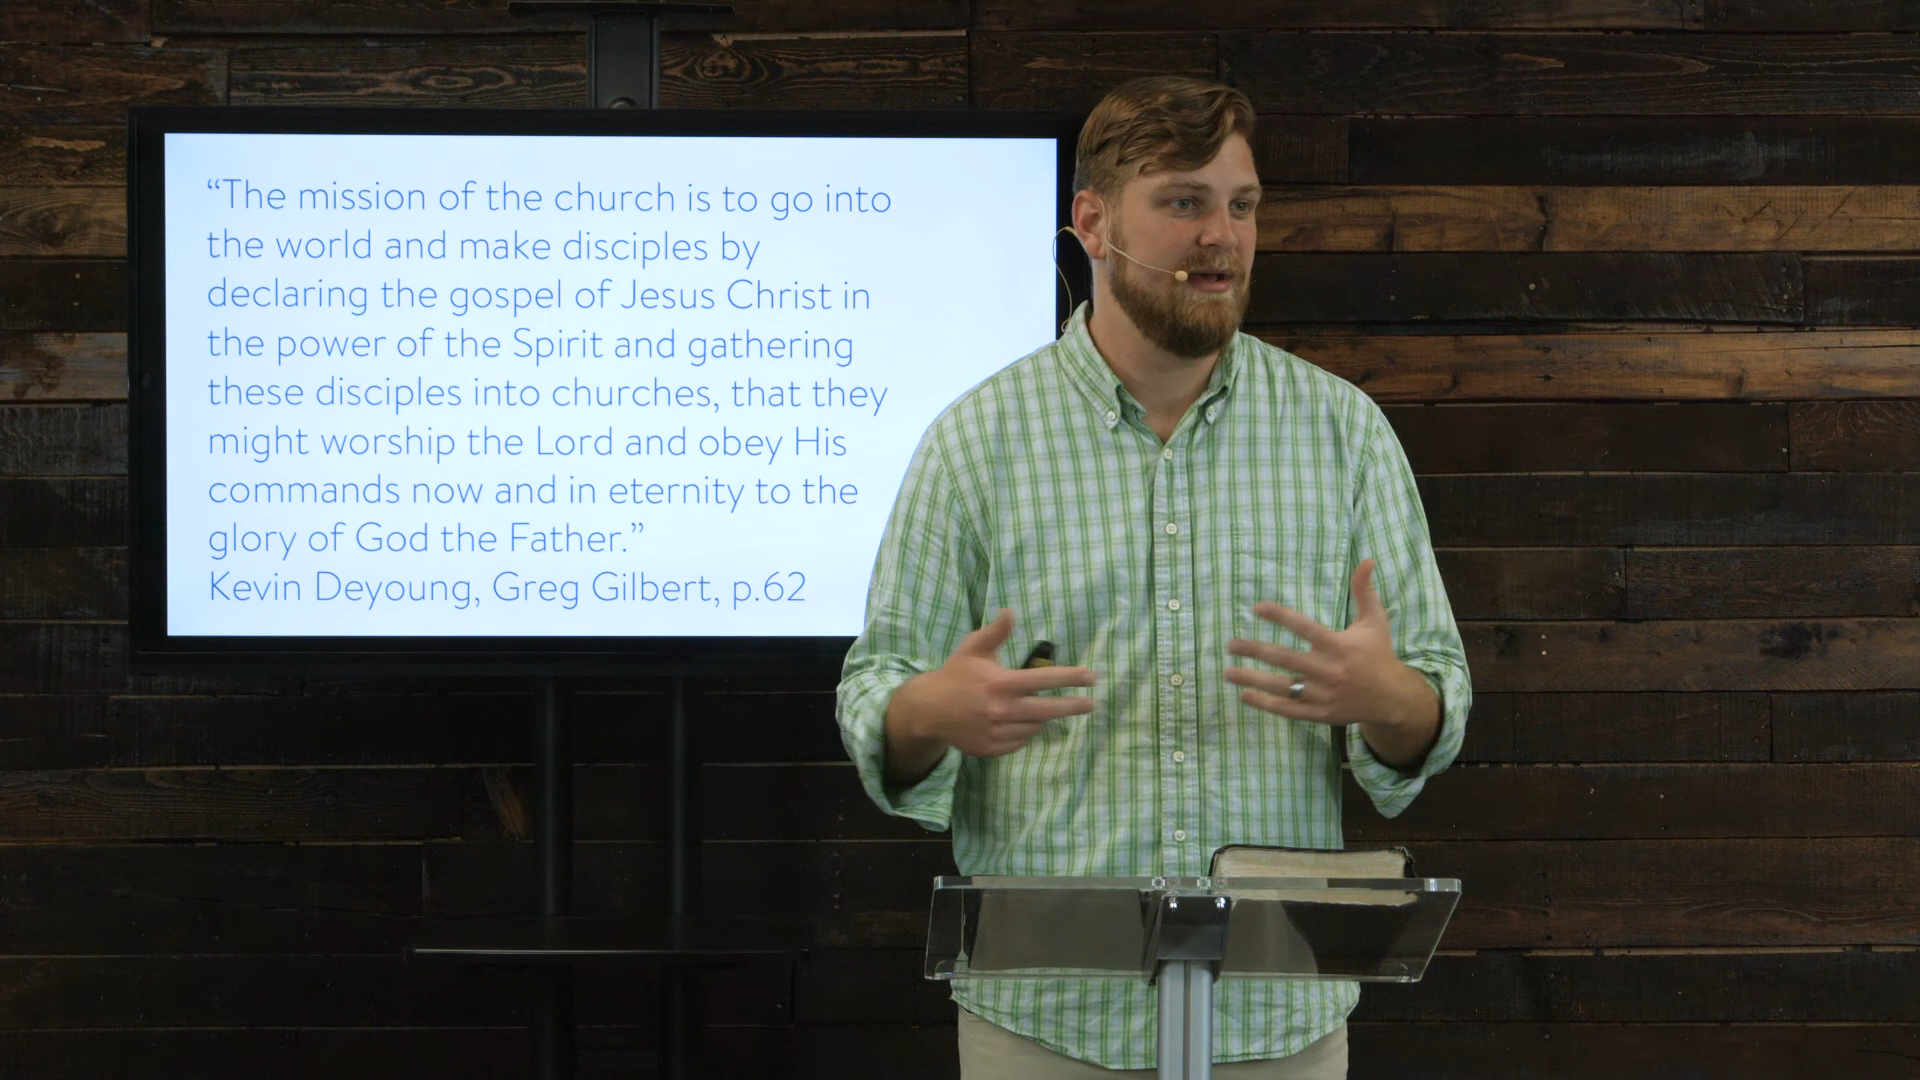 “The mission of the church is to go into
the world and make disciples by
declaring the gospel of Jesus Christ in
the power of the Spirit and gathering
these disciples into churches, that they
might worship the Lord and obey His
commands now and in eternity to the
glory of God the Father.”
Kevin Deyoung, Greg Gilbert, p.62